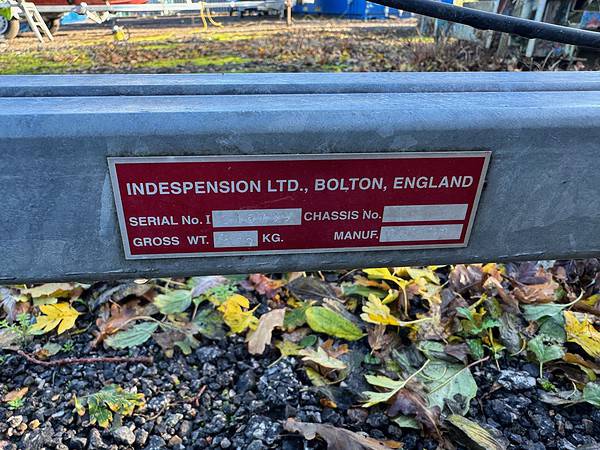 INDESPENSION LTD., BOLTON, ENGLAND
SERIAL No. I CHASSIS No.
GROSS WT. KG. MANUF.